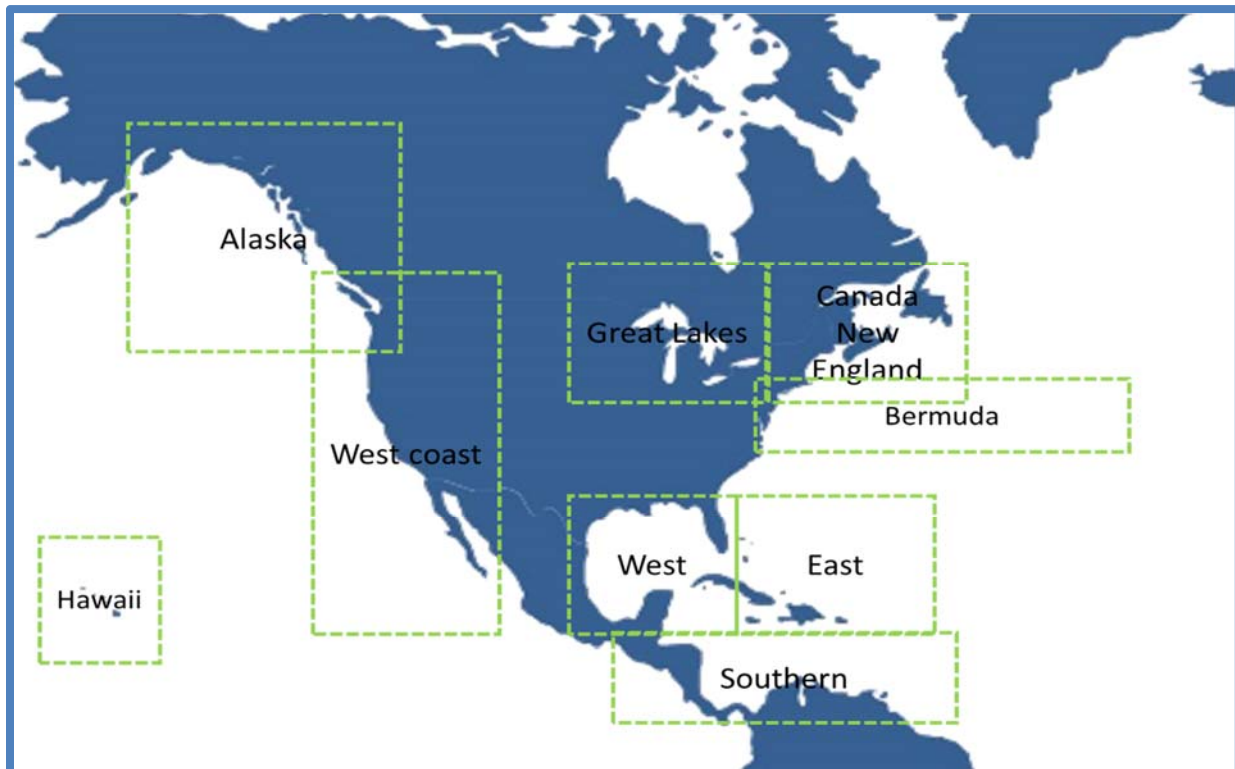 Alaska
Great Lakes
Canada
New
England
Bermuda
West coast
West
East
Hawaii
Southern